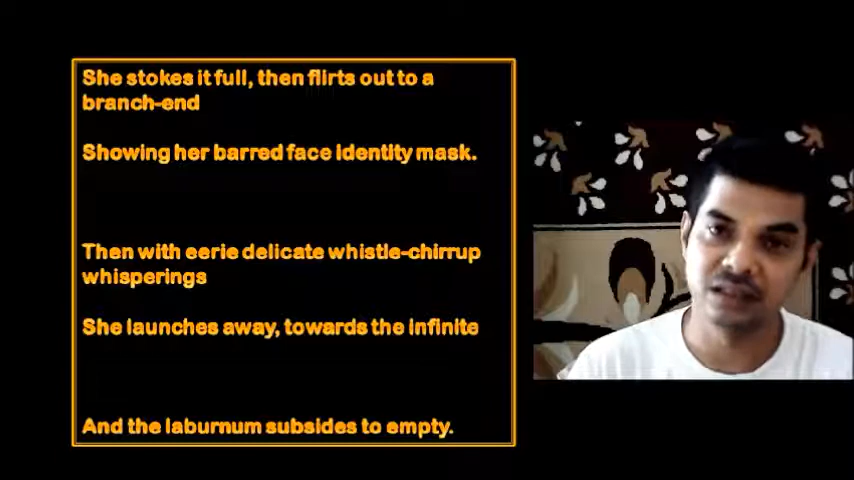 She stokes it full, then flirts out to a
branch-end
Showing her barred face identity mask.
Then with eerie delicate whistle-chirrup
whisperings
She launches away, towards the infinite
And the laburnum subsides to empty.